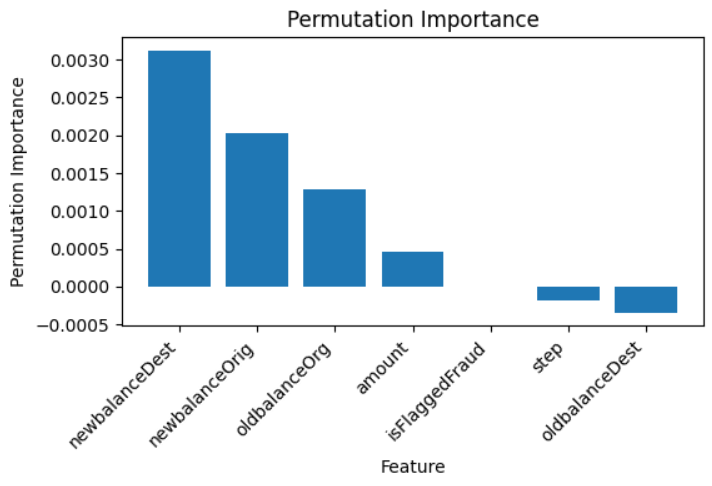 Permutation Importance
Permutation Importance
0.0030
0.0025
0.0020
0.0015
0.0010
0.0005
0.0000
−0.0005
newbalanceDest
newbalanceOrig
oldbalanceOrg
amount
isFlaggedFraud
step
oldbalanceDest
Feature